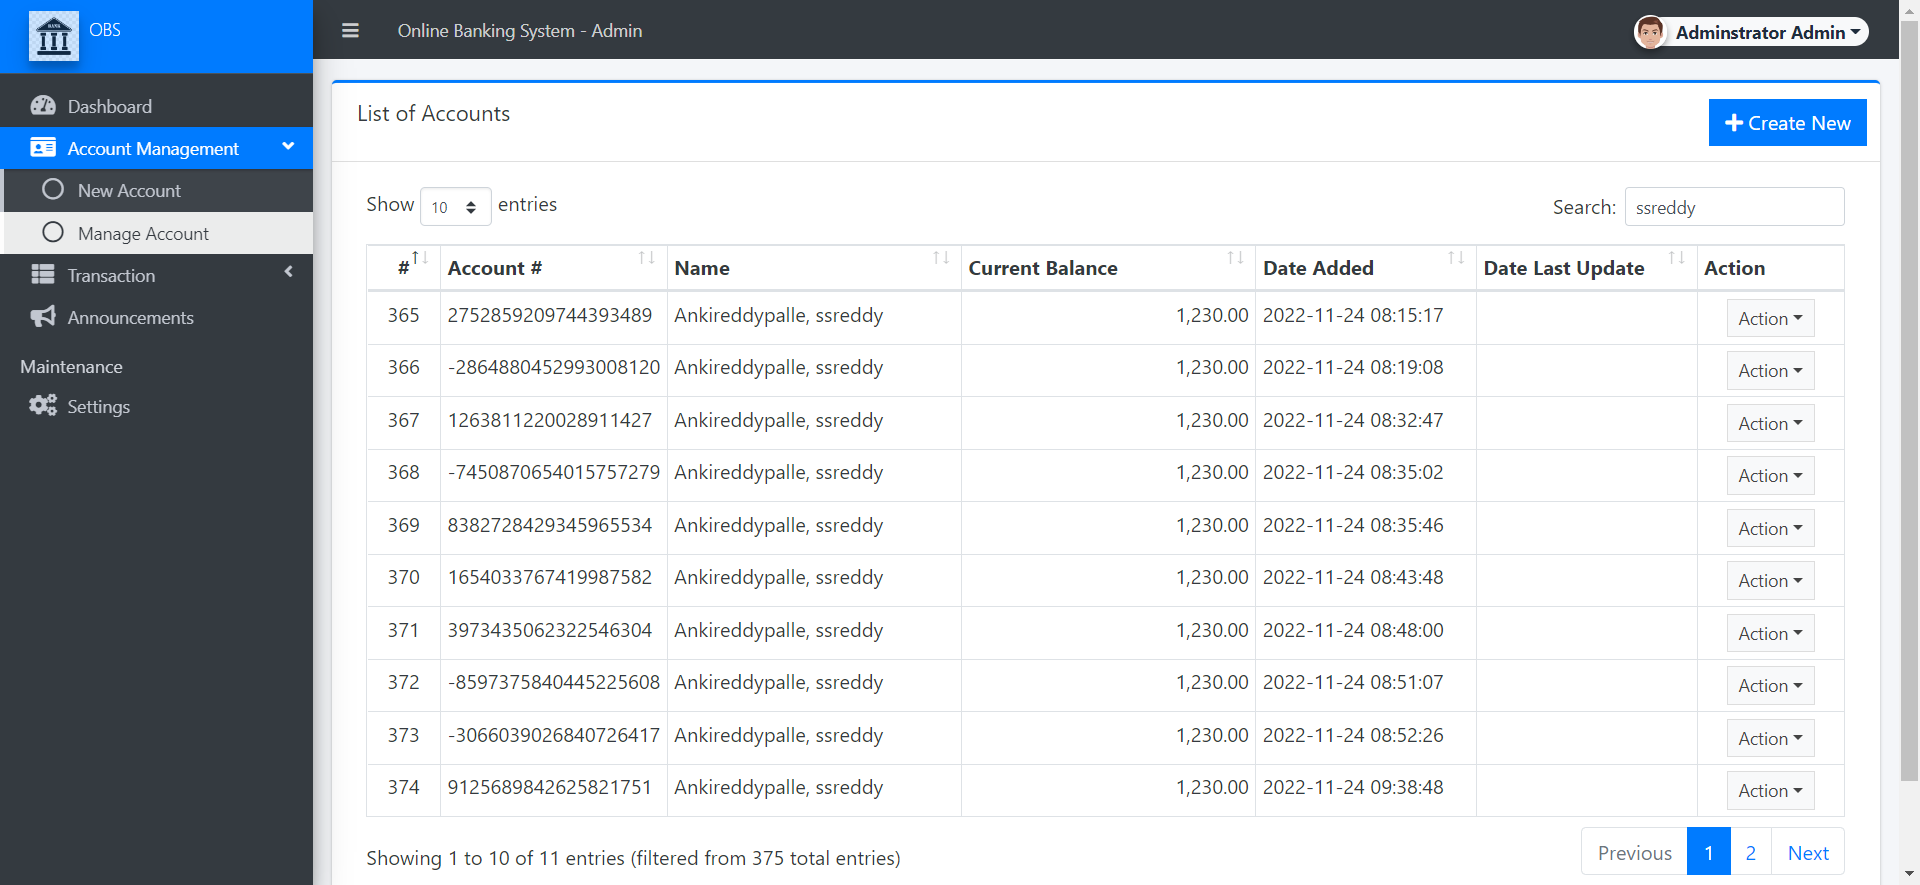 OBS
Online Banking System - Admin
Adminstrator Admin
Dashboard
Account Management
New Account
Manage Account
Transaction
Announcements
Maintenance
Settings
List of Accounts
Create New
Show 10 entries
Search: ssreddy
# Account # Name Current Balance Date Added Date Last Update Action
365 2752859209744393489 Ankireddypalle, ssreddy 1,230.00 2022-11-24 08:15:17 Action
366 -2864880452993008120 Ankireddypalle, ssreddy 1,230.00 2022-11-24 08:19:08 Action
367 1263811220028911427 Ankireddypalle, ssreddy 1,230.00 2022-11-24 08:32:47 Action
368 -7450870654015757279 Ankireddypalle, ssreddy 1,230.00 2022-11-24 08:35:02 Action
369 8382728429345965534 Ankireddypalle, ssreddy 1,230.00 2022-11-24 08:35:46 Action
370 1654033767419987582 Ankireddypalle, ssreddy 1,230.00 2022-11-24 08:43:48 Action
371 3973435062322546304 Ankireddypalle, ssreddy 1,230.00 2022-11-24 08:48:00 Action
372 -8597375840445225608 Ankireddypalle, ssreddy 1,230.00 2022-11-24 08:51:07 Action
373 -3066039026840726417 Ankireddypalle, ssreddy 1,230.00 2022-11-24 08:52:26 Action
374 9125689842625821751 Ankireddypalle, ssreddy 1,230.00 2022-11-24 09:38:48 Action
Showing 1 to 10 of 11 entries (filtered from 375 total entries)
Previous 1 2 Next